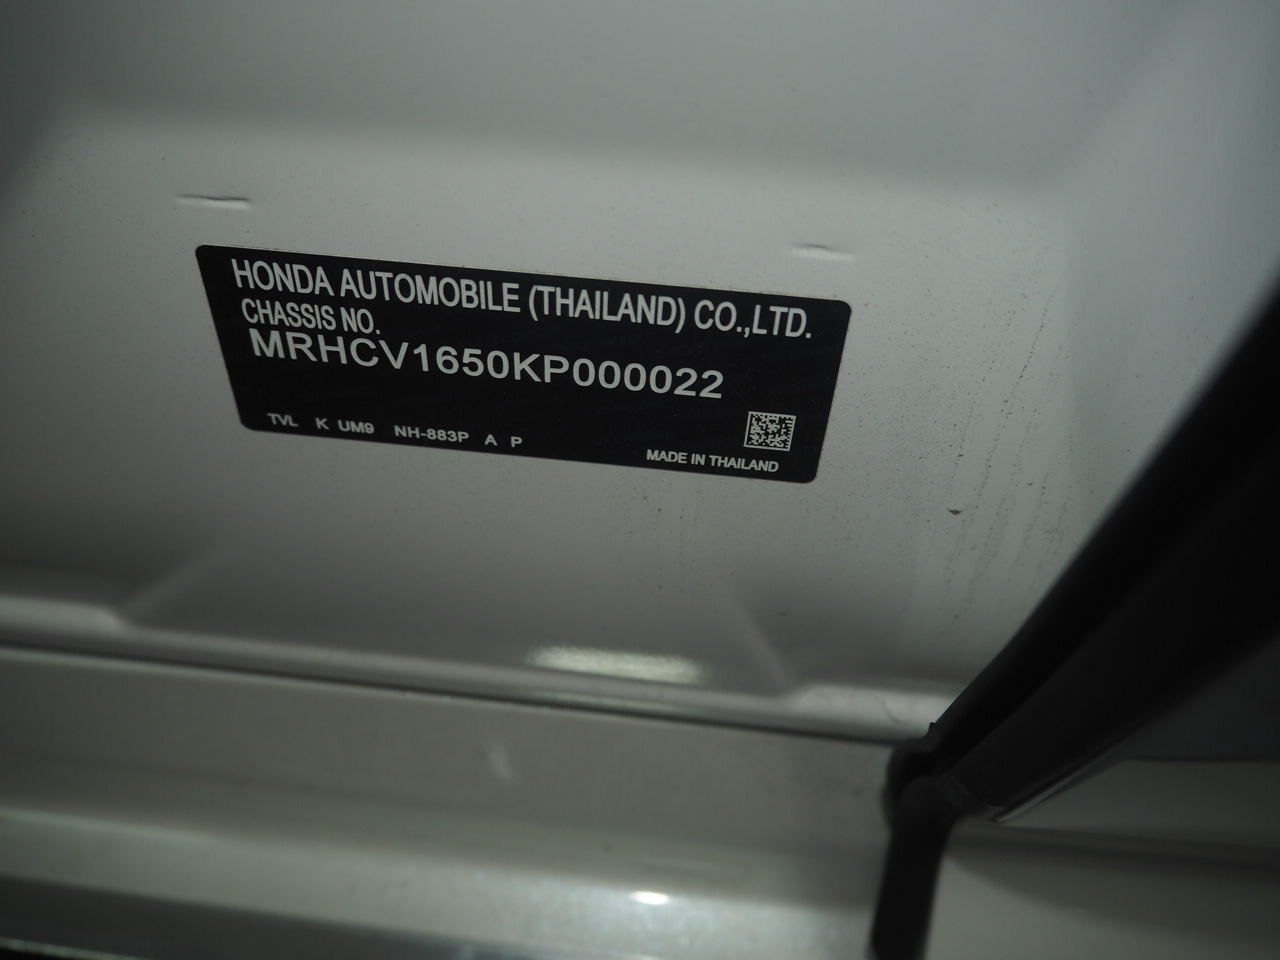 HONDA AUTOMOBILE (THAILAND) CO.,LTD.
CHASSIS NO.
MRHCV1650KP000022
TVL K UM9 NH-883P A P
MADE IN THAILAND